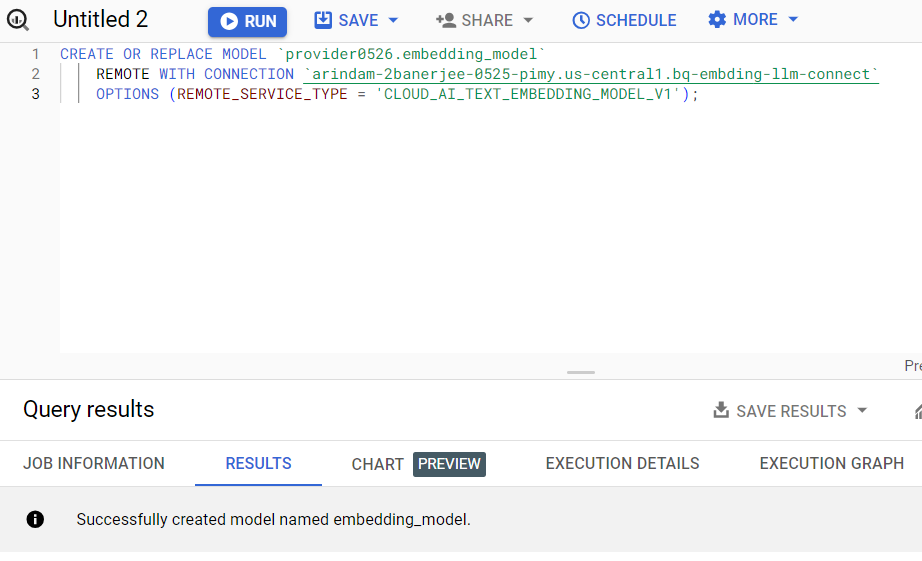 Untitled 2 RUN SAVE SHARE SCHEDULE MORE
1 CREATE OR REPLACE MODEL `provider0526.embedding_model`
2 REMOTE WITH CONNECTION `arindam-2banerjee-0525-pimy.us-central1.bq-embding-llm-connect`
3 OPTIONS (REMOTE_SERVICE_TYPE = 'CLOUD_AI_TEXT_EMBEDDING_MODEL_V1');
Query results SAVE RESULTS
JOB INFORMATION RESULTS CHART PREVIEW EXECUTION DETAILS EXECUTION GRAPH
Successfully created model named embedding_model.